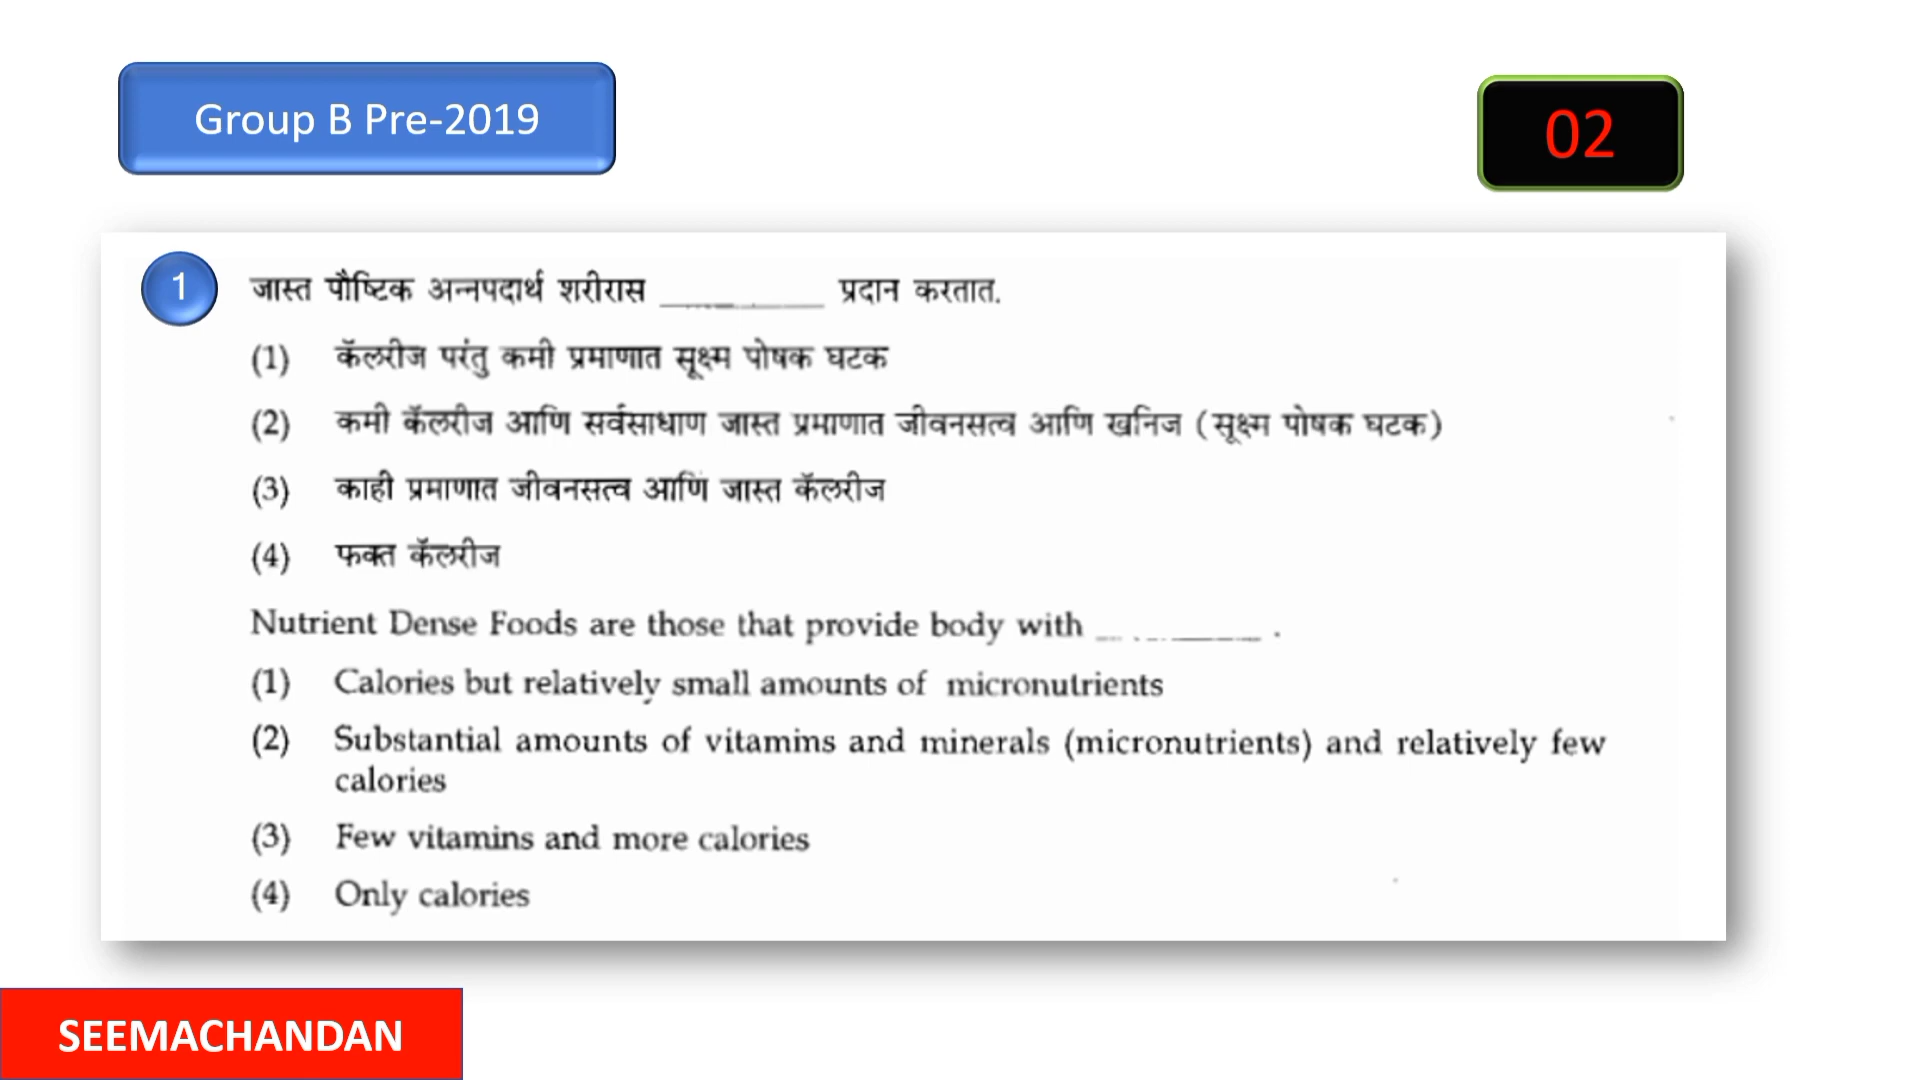 Group B Pre-2019
02
1
जास्त पौष्टिक अन्नपदार्थ शरीरास __________ प्रदान करतात.
(1) कॅलरीज परंतु कमी प्रमाणात सूक्ष्म पोषक घटक
(2) कमी कॅलरीज आणि सर्वसाधाण जास्त प्रमाणात जीवनसत्व आणि खनिज (सूक्ष्म पोषक घटक)
(3) काही प्रमाणात जीवनसत्व आणि जास्त कॅलरीज
(4) फक्त कॅलरीज
Nutrient Dense Foods are those that provide body with __________ .
(1) Calories but relatively small amounts of micronutrients
(2) Substantial amounts of vitamins and minerals (micronutrients) and relatively few
calories
(3) Few vitamins and more calories
(4) Only calories
SEEMACHANDAN